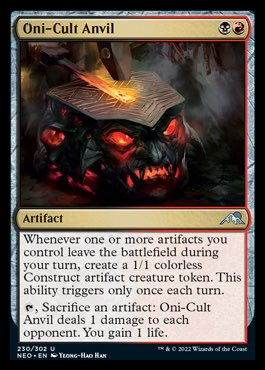 Oni-Cult Anvil
Artifact
Whenever one or more artifacts you
control leave the battlefield during
your turn, create a 1/1 colorless
Construct artifact creature token. This
ability triggers only once each turn.
, Sacrifice an artifact: Oni-Cult
Anvil deals 1 damage to each
opponent. You gain 1 life.
230/302 U
NEO • EN Yeong-Hao Han
™ & © 2022 Wizards of the Coast